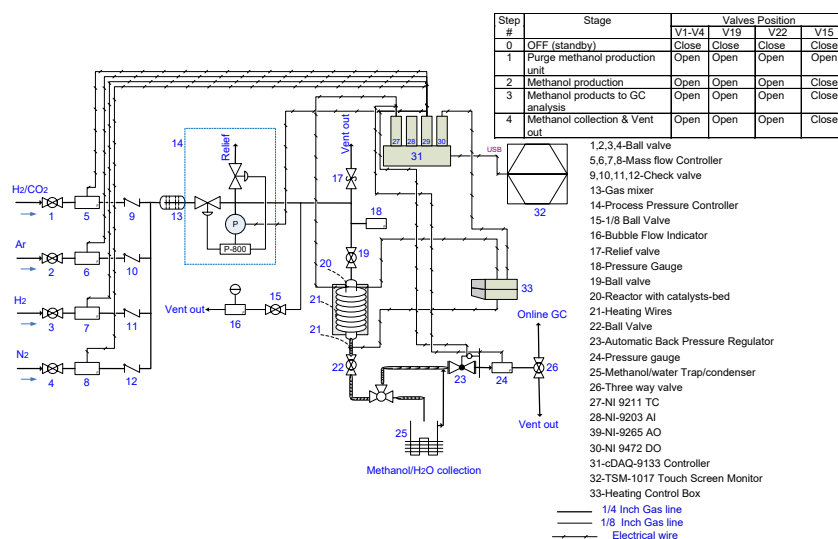 Step # Stage Valves Position
V1-V4 V19 V22 V15
0 OFF (standby) Close Close Close Close
1 Purge methanol production unit Open Open Open Open
2 Methanol production Open Open Open Close
3 Methanol products to GC analysis Open Open Open Close
4 Methanol collection & Vent out Open Open Open Close
14
Relief
Vent out
27 28 29 30
31
USB
32
17
H2/CO2
1 5 9 13
P
P-800
18
19
Ar
2 6 10
20
33
21
Vent out
16
15
21
Online GC
H2
3 7 11
N2
4 8 12
22
23
24
26
25
Vent out
Methanol/H2O collection
1,2,3,4-Ball valve
5,6,7,8-Mass flow Controller
9,10,11,12-Check valve
13-Gas mixer
14-Process Pressure Controller
15-1/8 Ball Valve
16-Bubble Flow Indicator
17-Relief valve
18-Pressure Gauge
19-Ball valve
20-Reactor with catalysts-bed
21-Heating Wires
22-Ball Valve
23-Automatic Back Pressure Regulator
24-Pressure gauge
25-Methanol/water Trap/condenser
26-Three way valve
27-NI 9211 TC
28-NI-9203 AI
39-NI-9265 AO
30-NI 9472 DO
31-cDAQ-9133 Controller
32-TSM-1017 Touch Screen Monitor
33-Heating Control Box
1/4 Inch Gas line
1/8 Inch Gas line
Electrical wire